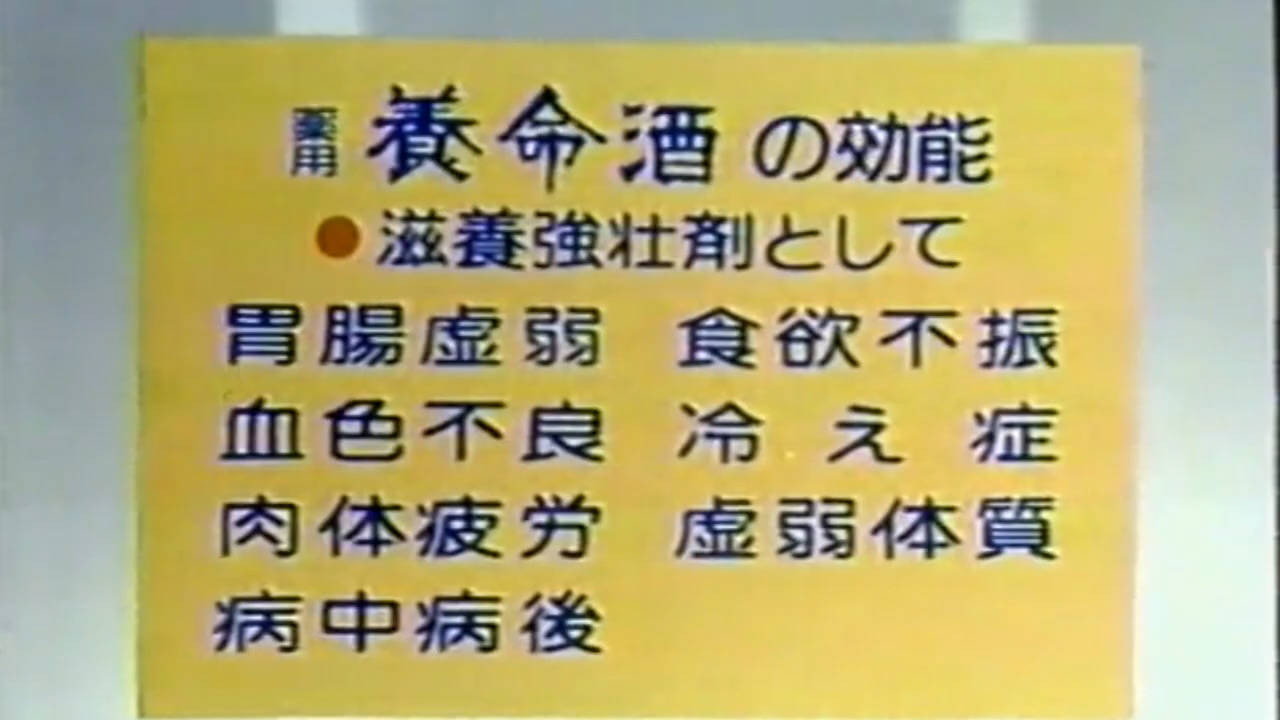 薬用 養命酒 の効能
●滋養強壮剤として
胃腸虚弱 食欲不振
血色不良 冷え症
肉体疲労 虚弱体質
病中病後